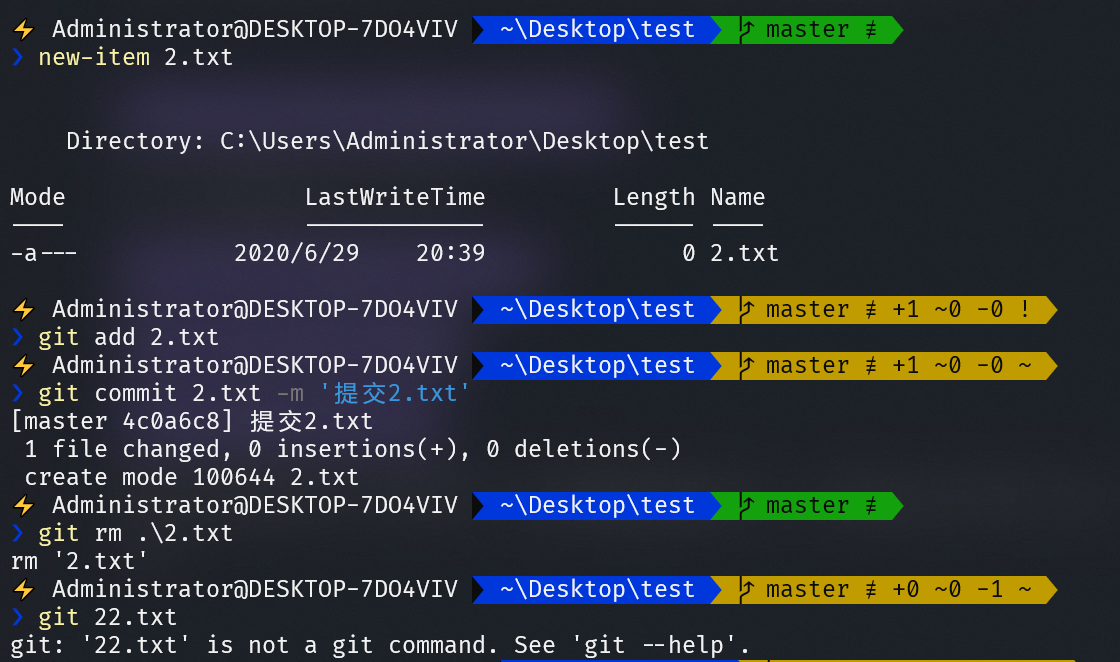 ⚡ Administrator@DESKTOP-7DO4VIV ~\Desktop\test master ≢
❯ new-item 2.txt
Directory: C:\Users\Administrator\Desktop\test
Mode LastWriteTime Length Name
---- ------------- ------ ----
-a--- 2020/6/29 20:39 0 2.txt
⚡ Administrator@DESKTOP-7DO4VIV ~\Desktop\test master ≢ +1 ~0 -0 !
❯ git add 2.txt
⚡ Administrator@DESKTOP-7DO4VIV ~\Desktop\test master ≢ +1 ~0 -0 ~
❯ git commit 2.txt -m '提交2.txt'
[master 4c0a6c8] 提交2.txt
1 file changed, 0 insertions(+), 0 deletions(-)
create mode 100644 2.txt
⚡ Administrator@DESKTOP-7DO4VIV ~\Desktop\test master ≢
❯ git rm .\2.txt
rm '2.txt'
⚡ Administrator@DESKTOP-7DO4VIV ~\Desktop\test master ≢ +0 ~0 -1 ~
❯ git 22.txt
git: '22.txt' is not a git command. See 'git --help'.